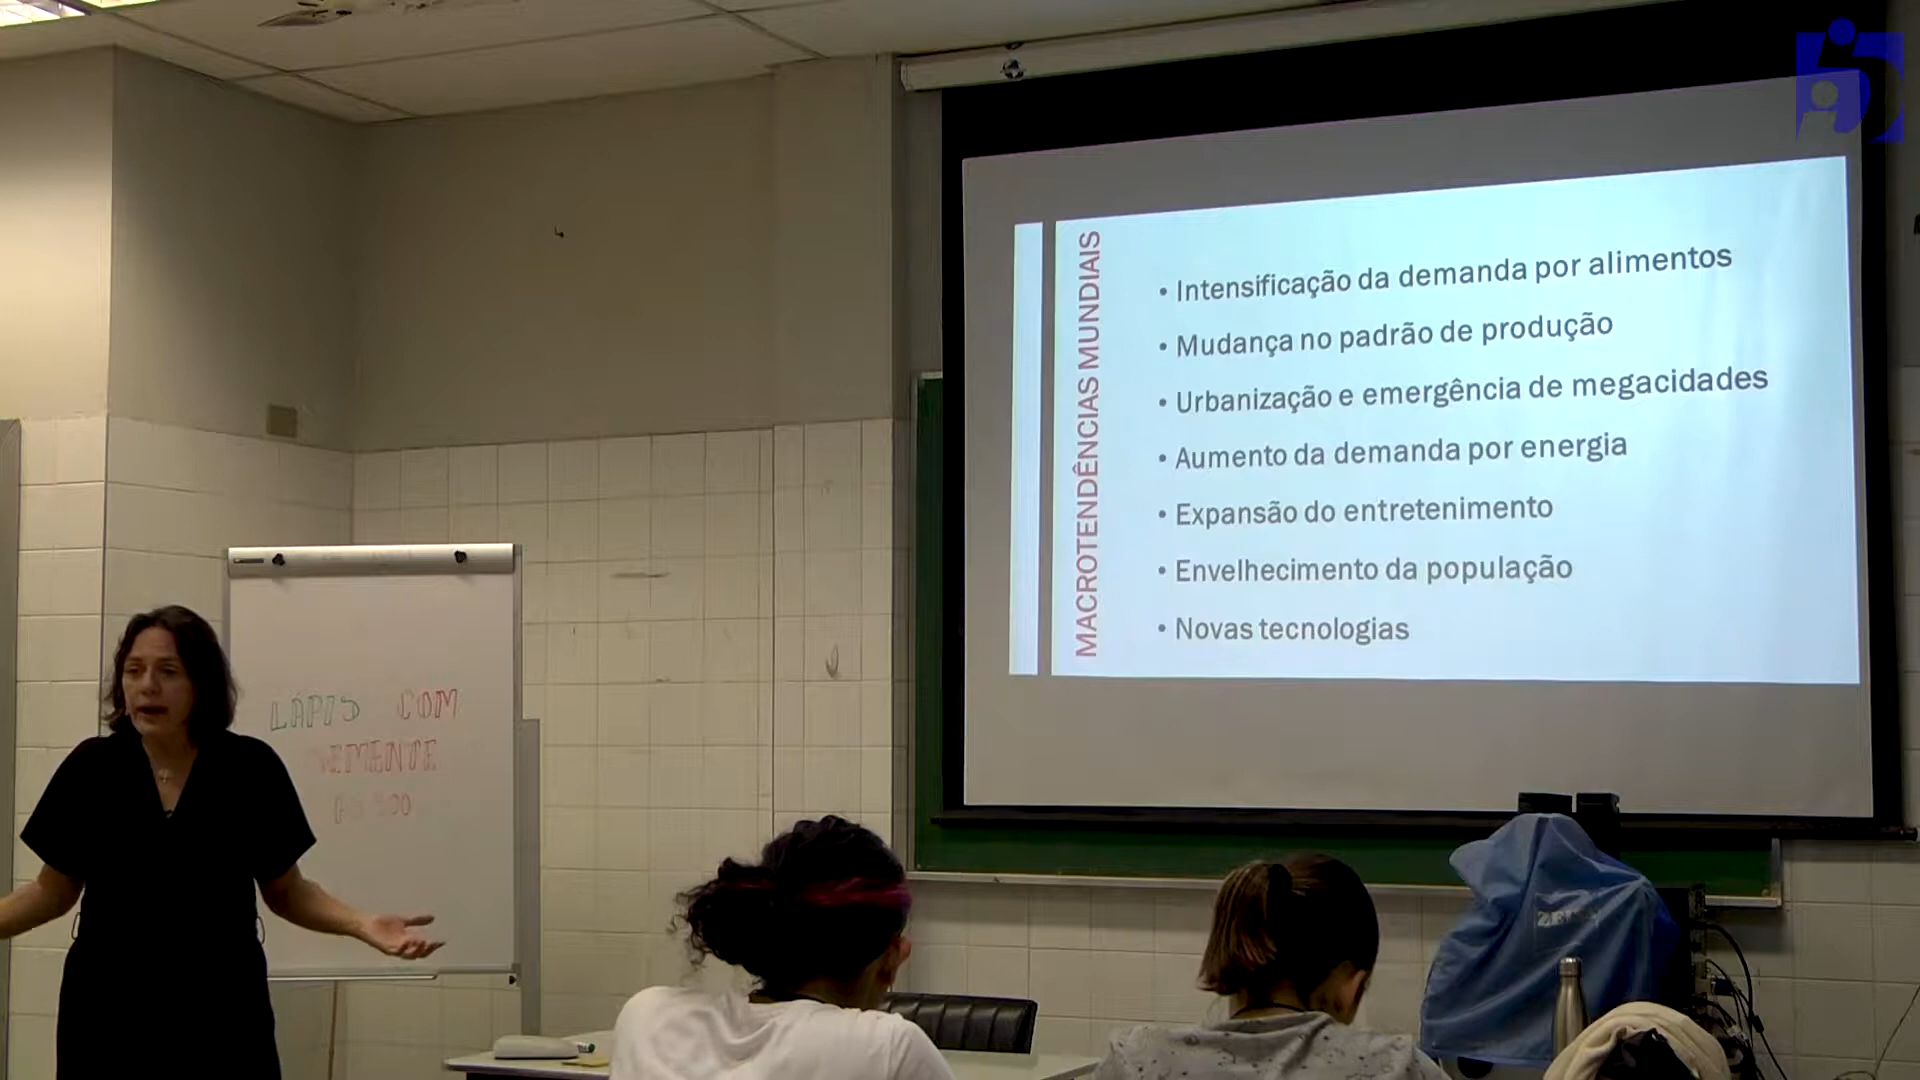 MACROTENDÊNCIAS MUNDIAIS
• Intensificação da demanda por alimentos
• Mudança no padrão de produção
• Urbanização e emergência de megacidades
• Aumento da demanda por energia
• Expansão do entretenimento
• Envelhecimento da população
• Novas tecnologias
LÁPIS COM